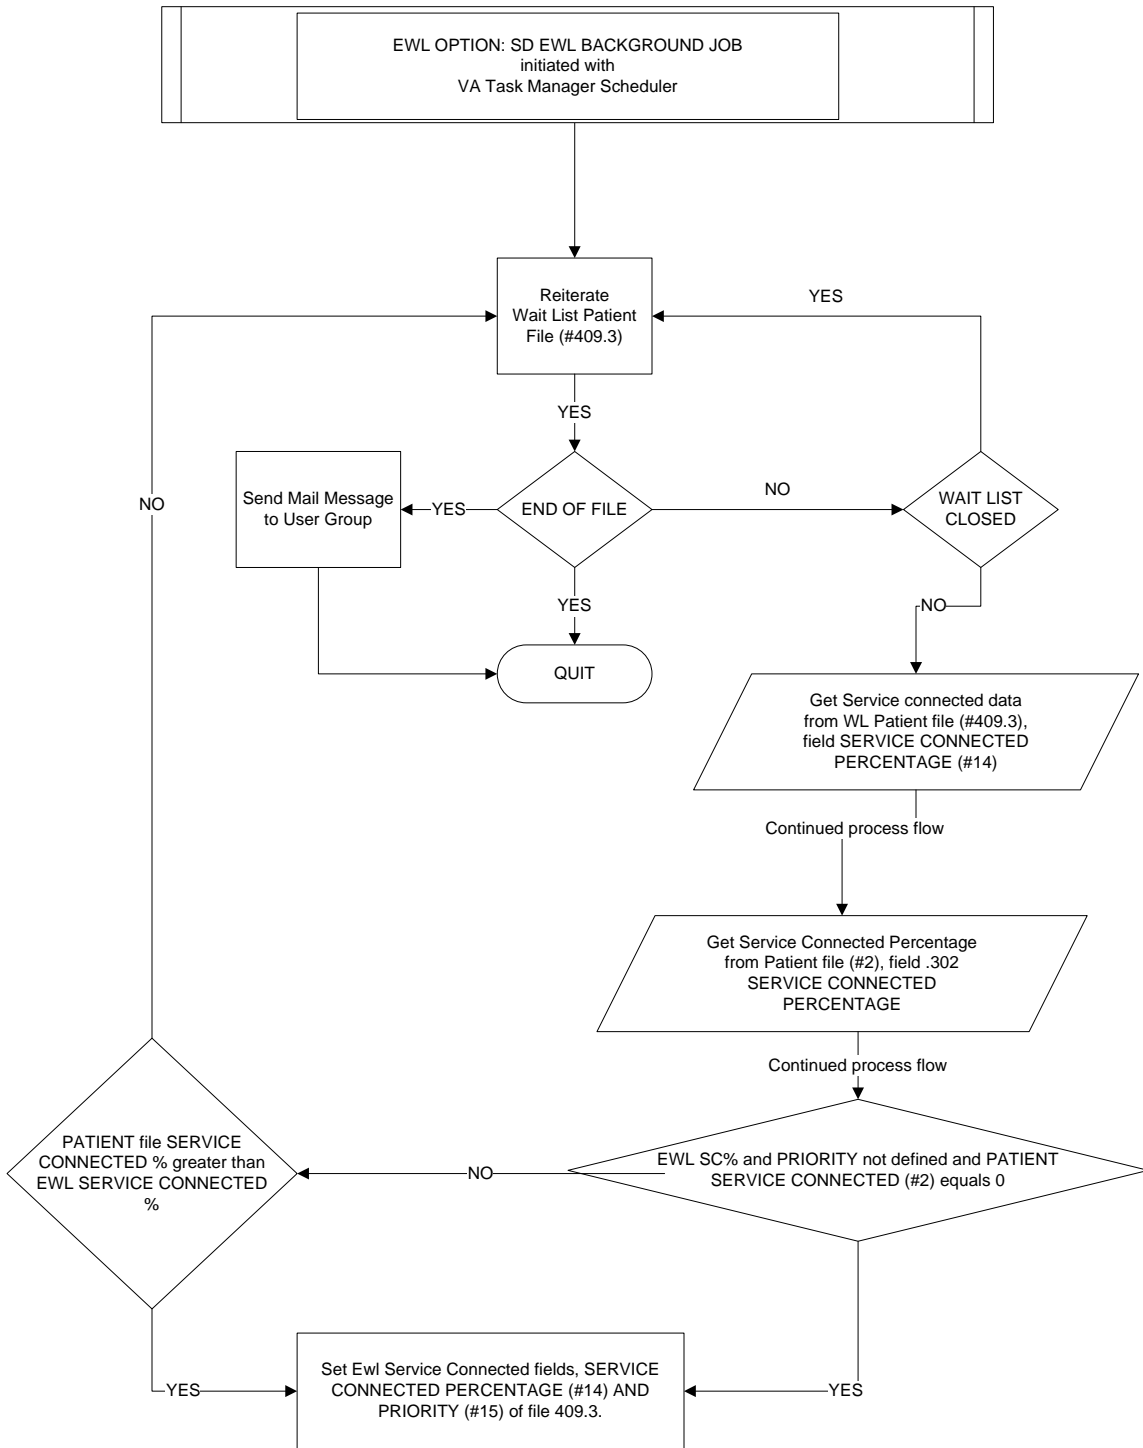 EWL OPTION: SD EWL BACKGROUND JOB
initiated with
VA Task Manager Scheduler
Reiterate
Wait List Patient
File (#409.3)
YES
YES
NO
Send Mail Message
to User Group
YES
END OF FILE
NO
WAIT LIST
CLOSED
YES
NO
QUIT
Get Service connected data
from WL Patient file (#409.3),
field SERVICE CONNECTED
PERCENTAGE (#14)
Continued process flow
Get Service Connected Percentage
from Patient file (#2), field .302
SERVICE CONNECTED
PERCENTAGE
Continued process flow
PATIENT file SERVICE
CONNECTED % greater than
EWL SERVICE CONNECTED
%
NO
EWL SC% and PRIORITY not defined and PATIENT
SERVICE CONNECTED (#2) equals 0
YES
Set Ewl Service Connected fields, SERVICE
CONNECTED PERCENTAGE (#14) AND
PRIORITY (#15) of file 409.3.
YES